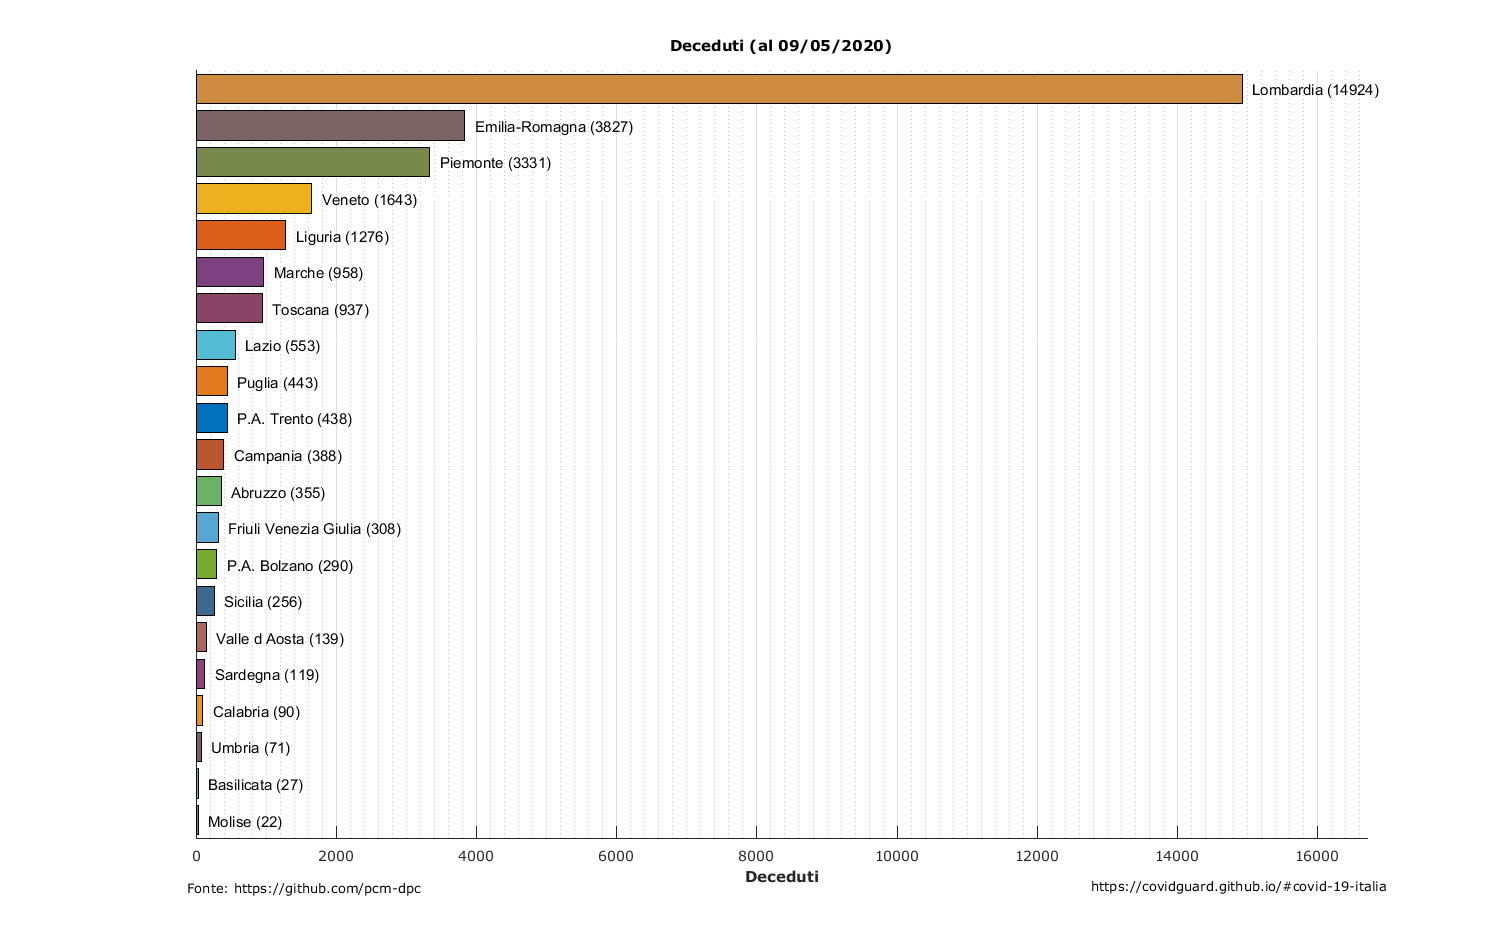 Deceduti (al 09/05/2020)
Lombardia (14924)
Emilia-Romagna (3827)
Piemonte (3331)
Veneto (1643)
Liguria (1276)
Marche (958)
Toscana (937)
Lazio (553)
Puglia (443)
P.A. Trento (438)
Campania (388)
Abruzzo (355)
Friuli Venezia Giulia (308)
P.A. Bolzano (290)
Sicilia (256)
Valle d Aosta (139)
Sardegna (119)
Calabria (90)
Umbria (71)
Basilicata (27)
Molise (22)
0 2000 4000 6000 8000 10000 12000 14000 16000
Deceduti
Fonte: https://github.com/pcm-dpc
https://covidguard.github.io/#covid-19-italia